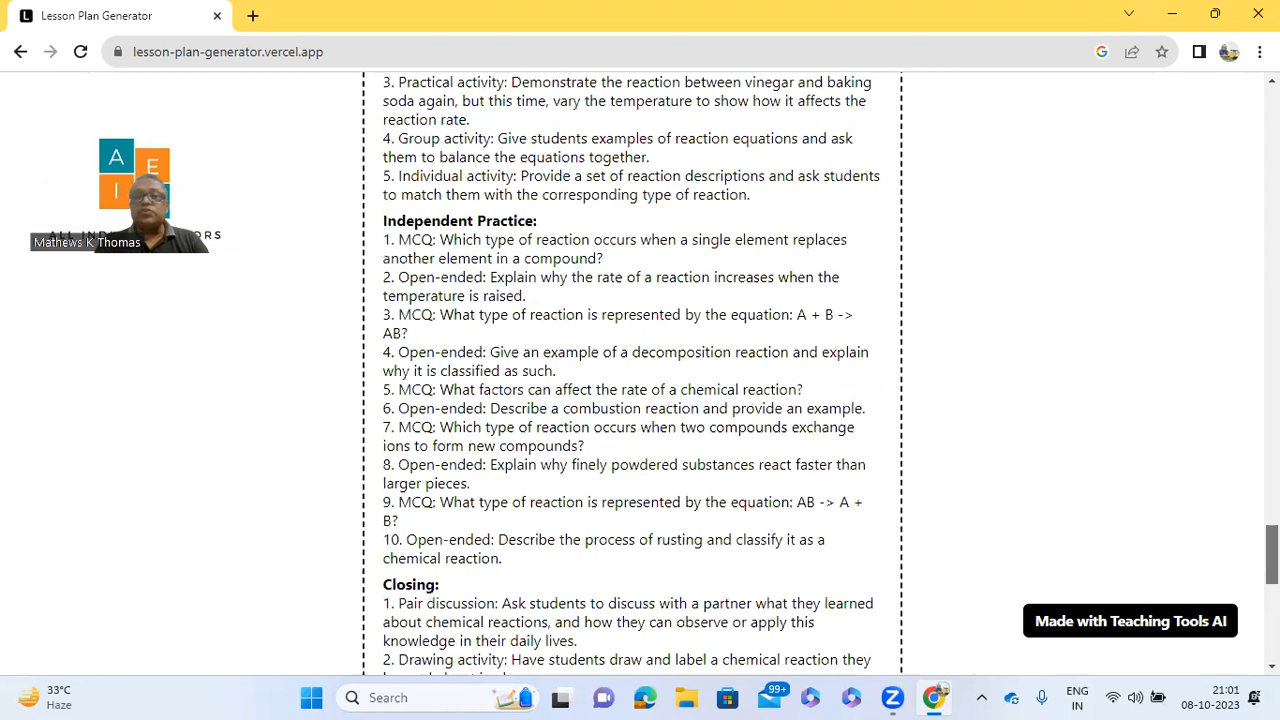 Lesson Plan Generator
lesson-plan-generator.vercel.app
3. Practical activity: Demonstrate the reaction between vinegar and baking
soda again, but this time, vary the temperature to show how it affects the
reaction rate.
4. Group activity: Give students examples of reaction equations and ask
them to balance the equations together.
5. Individual activity: Provide a set of reaction descriptions and ask students
to match them with the corresponding type of reaction.
Independent Practice:
1. MCQ: Which type of reaction occurs when a single element replaces
another element in a compound?
2. Open-ended: Explain why the rate of a reaction increases when the
temperature is raised.
3. MCQ: What type of reaction is represented by the equation: A + B ->
AB?
4. Open-ended: Give an example of a decomposition reaction and explain
why it is classified as such.
5. MCQ: What factors can affect the rate of a chemical reaction?
6. Open-ended: Describe a combustion reaction and provide an example.
7. MCQ: Which type of reaction occurs when two compounds exchange
ions to form new compounds?
8. Open-ended: Explain why finely powdered substances react faster than
larger pieces.
9. MCQ: What type of reaction is represented by the equation: AB -> A +
B?
10. Open-ended: Describe the process of rusting and classify it as a
chemical reaction.
Closing:
1. Pair discussion: Ask students to discuss with a partner what they learned
about chemical reactions, and how they can observe or apply this
knowledge in their daily lives.
2. Drawing activity: Have students draw and label a chemical reaction they
A
E
I
Mathews K Thomas
Made with Teaching Tools AI
33°C
Haze
Search
99+
ENG
IN
21:01
08-10-2023